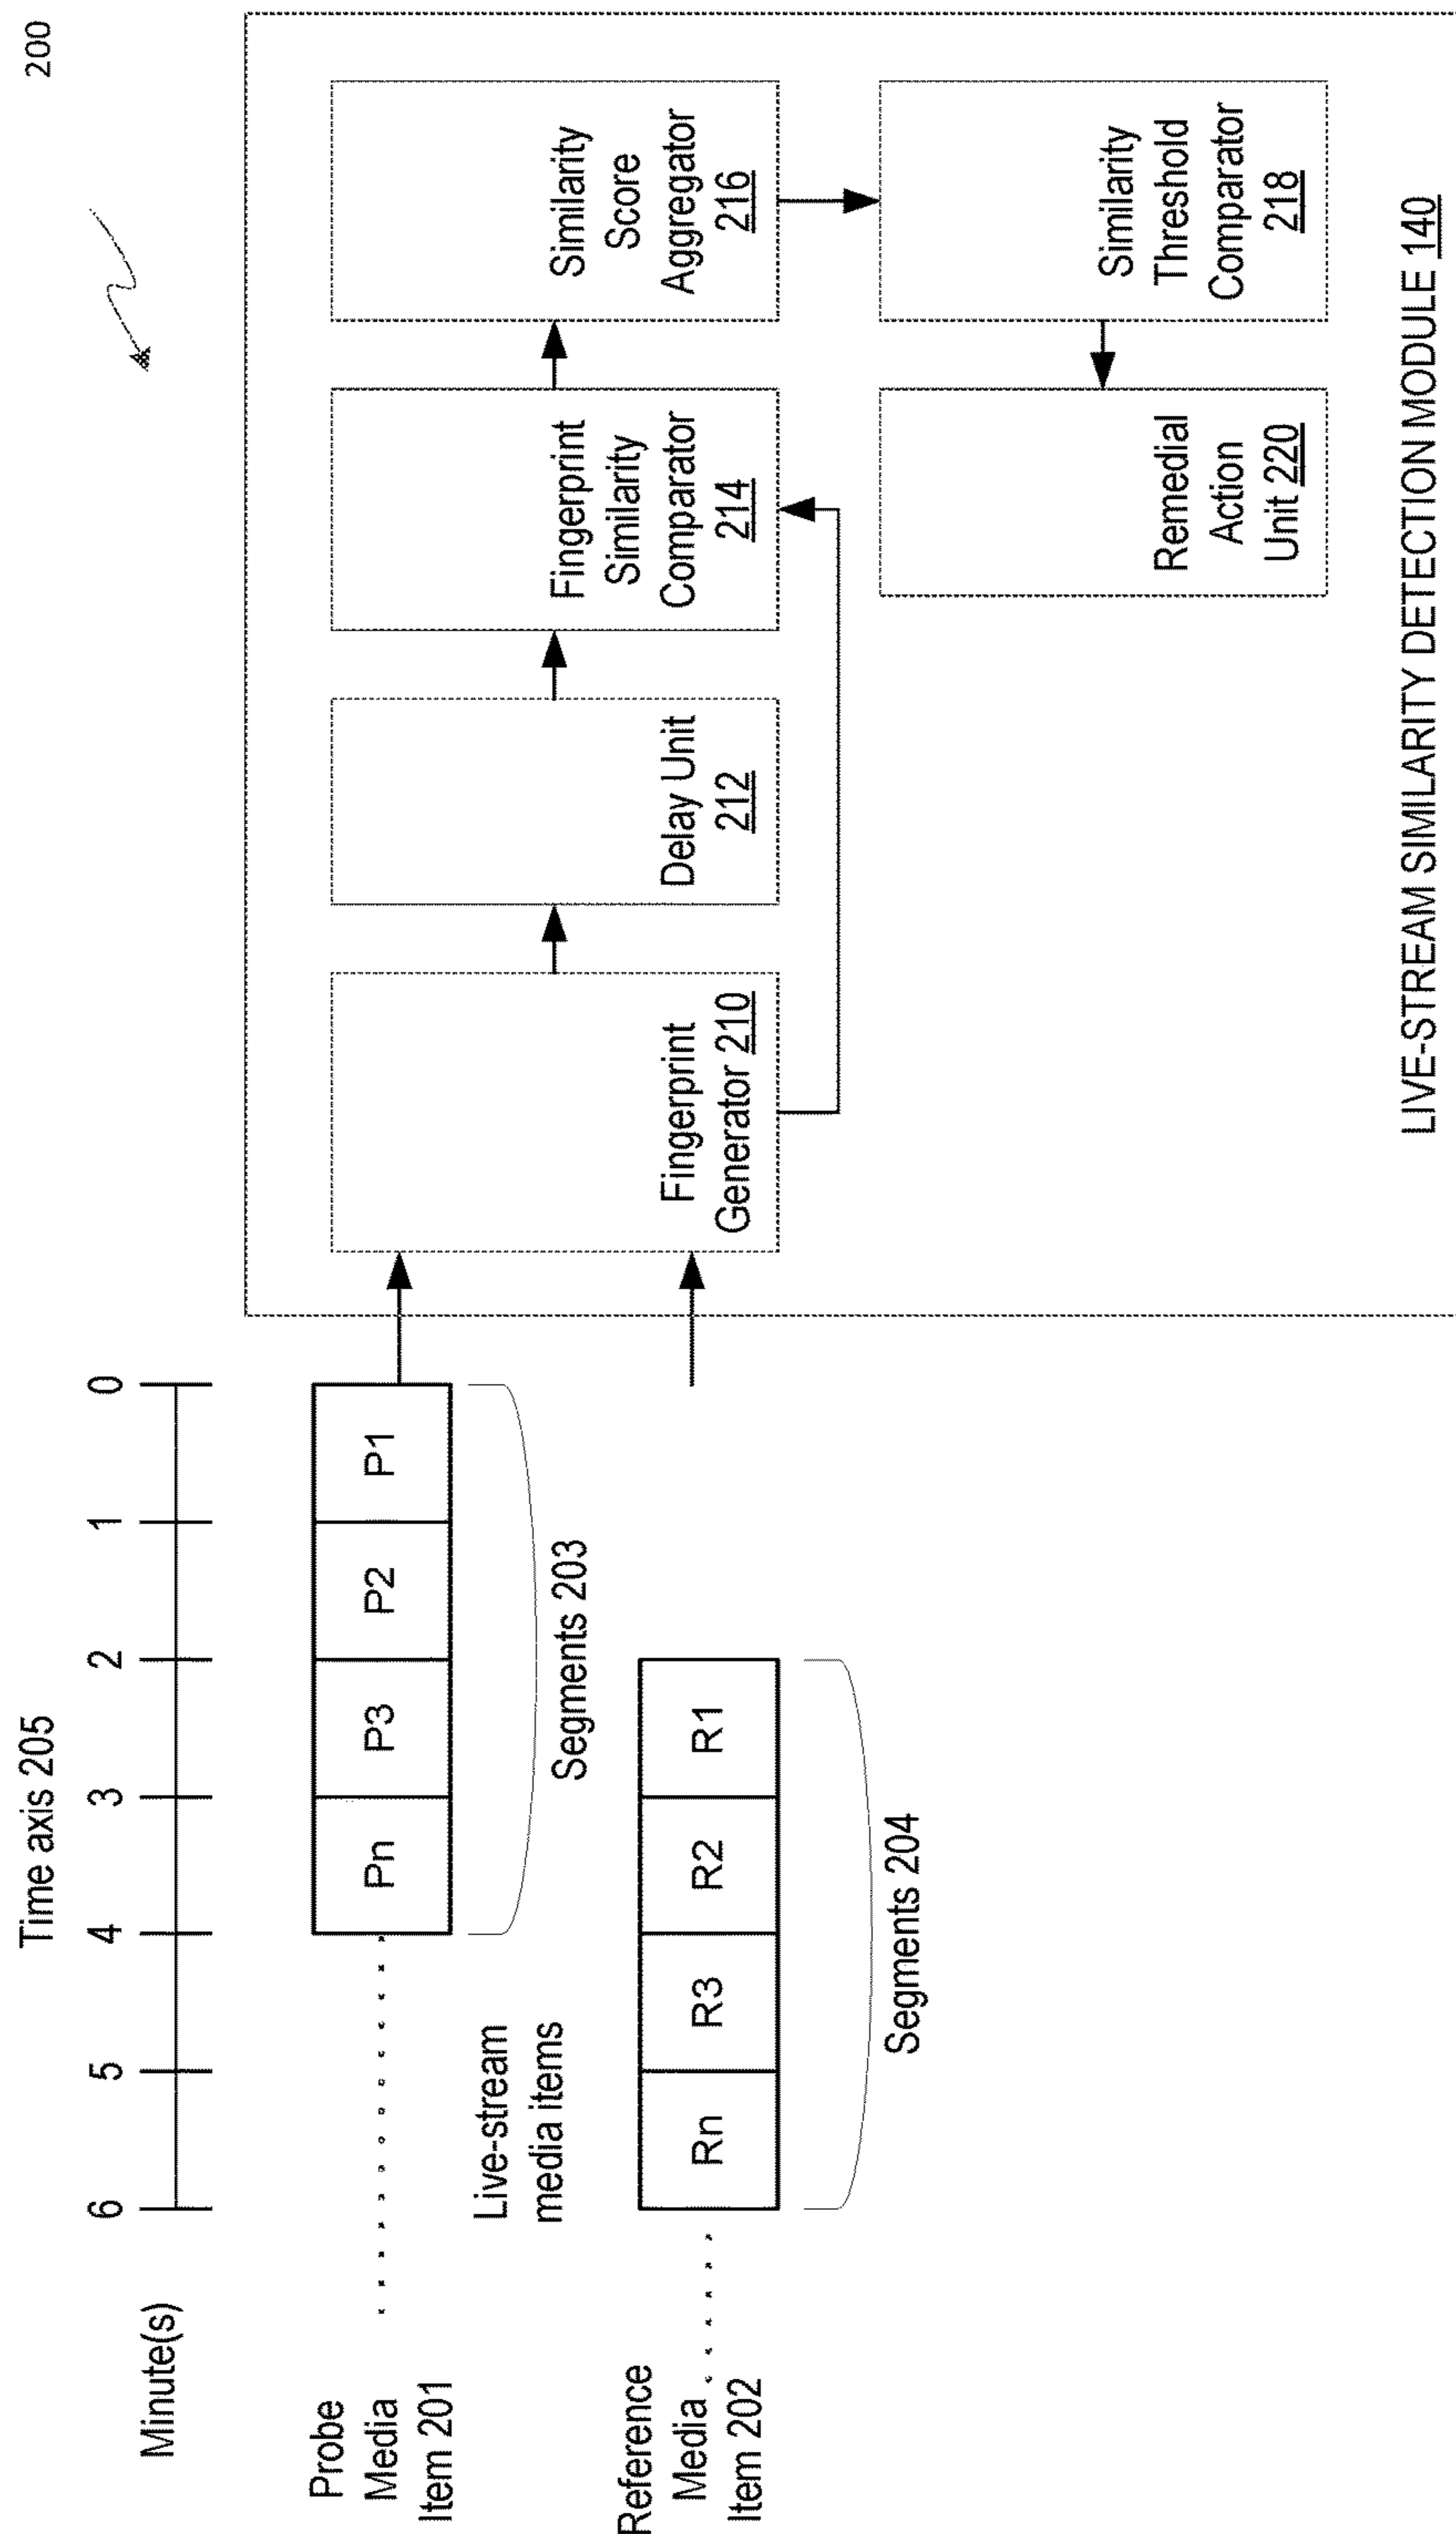 200
Time axis 205
Minute(s)
6
5
4
3
2
1
0
Probe
Media
Item 201
Pn
P3
P2
P1
Live-stream
media items
Segments 203
Reference
Media
Item 202
Rn
R3
R2
R1
Segments 204
Fingerprint
Generator 210
Delay Unit
212
Fingerprint
Similarity
Comparator
214
Similarity
Score
Aggregator
216
Remedial
Action
Unit 220
Similarity
Threshold
Comparator
218
LIVE-STREAM SIMILARITY DETECTION MODULE 140